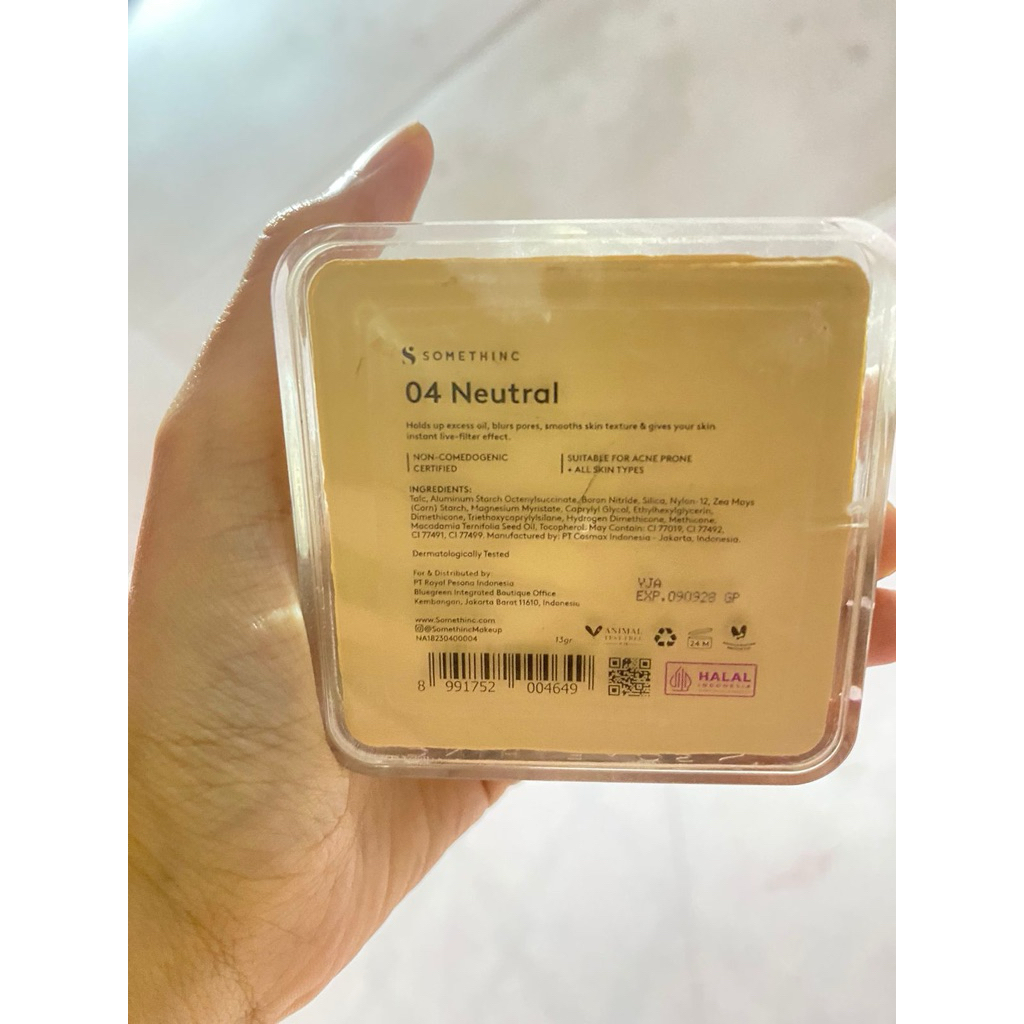 SOMETHINC
04 Neutral
Holds up excess oil, blurs pores, smooths skin texture & gives your skin
instant live-filter effect.
NON-COMEDOGENIC
CERTIFIED
SUITABLE FOR ACNE PRONE
+ ALL SKIN TYPES
INGREDIENTS:
Talc, Aluminum Starch Octenylsuccinate, Boron Nitride, Silica, Nylon-12, Zea Mays
(Corn) Starch, Magnesium Myristate, Caprylyl Glycol, Ethylhexylglycerin,
Dimethicone, Triethoxycaprylylsilane, Hydrogen Dimethicone, Methicone,
Macadamia Ternifolia Seed Oil, Tocopherol. May Contain: CI 77019, CI 77492,
CI 77491, CI 77499. Manufactured by: PT Cosmax Indonesia - Jakarta, Indonesia.
Dermatologically Tested
For & Distributed by:
PT Royal Pesona Indonesia
Bluegreen Integrated Boutique Office
Kembangan, Jakarta Barat 11610, Indonesia
YJA
EXP.090928 GP
www.Somethinc.com
@SomethincMakeup
NA18230400004
13gr
ANIMAL
TEST-FREE
24 M
8 991752 004649
HALAL
INDONESIA